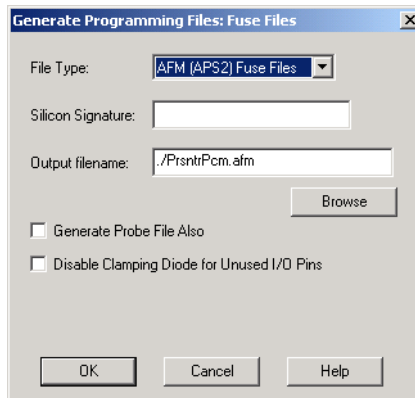 Generate Programming Files: Fuse Files
File Type: AFM (APS2) Fuse Files
Silicon Signature:
Output filename: ./PrsntrPcm.afm
Browse
Generate Probe File Also
Disable Clamping Diode for Unused I/O Pins
OK Cancel Help